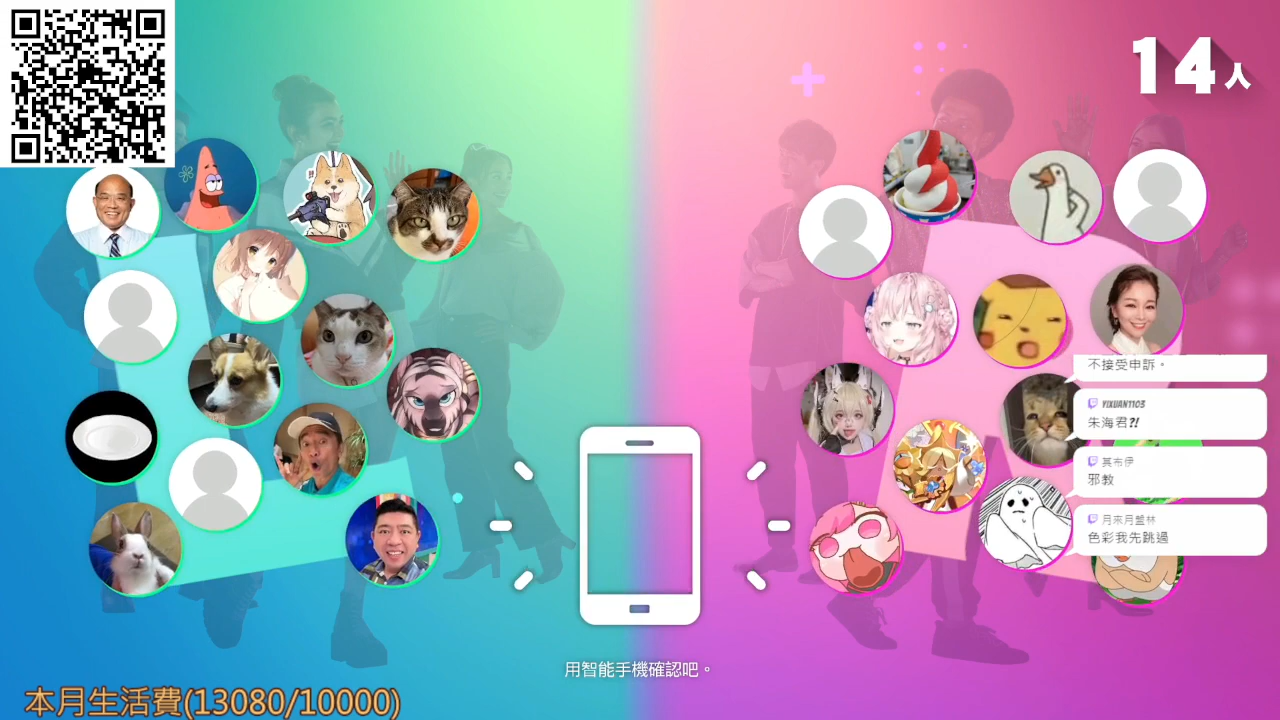 14人
不接受申訴。
YIXUAN1103
朱海君?!
莫布伊
邪教
月來月盤林
色彩我先跳過
用智能手機確認吧。
本月生活費(13080/10000)